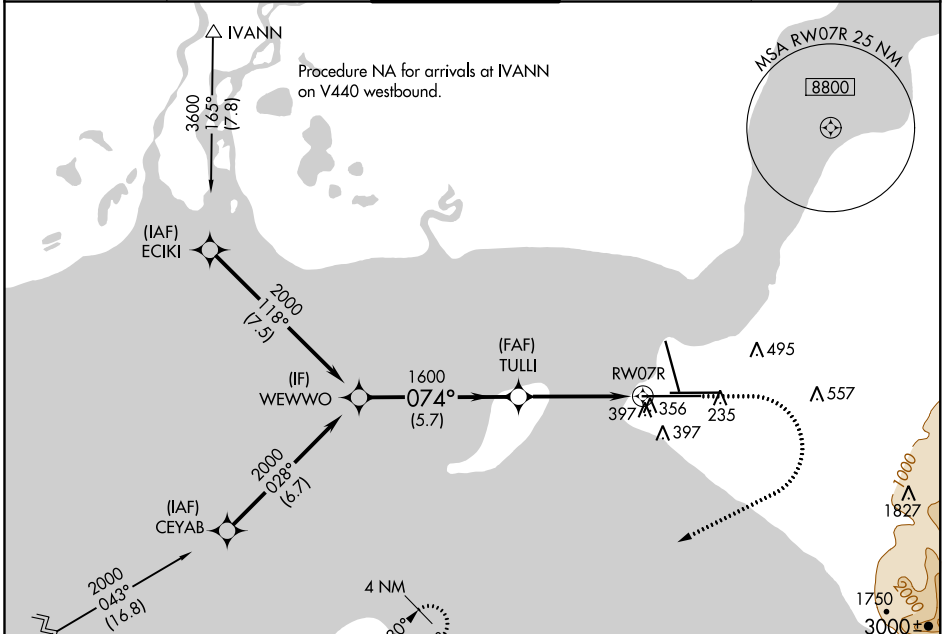 IVANN
Procedure NA for arrivals at IVANN
on V440 westbound.
MSA RW07R 25 NM
8800
3600
165°
(7.8)
(IAF)
ECIKI
2000
118°
(7.5)
(IF)
WEWWO
1600
074°
(5.7)
(FAF)
TULLI
RW07R
495
557
397
356
235
397
2000
028°
(6.7)
(IAF)
CEYAB
2000
043°
(16.8)
4 NM
1000
1827
2000
1750
3000±